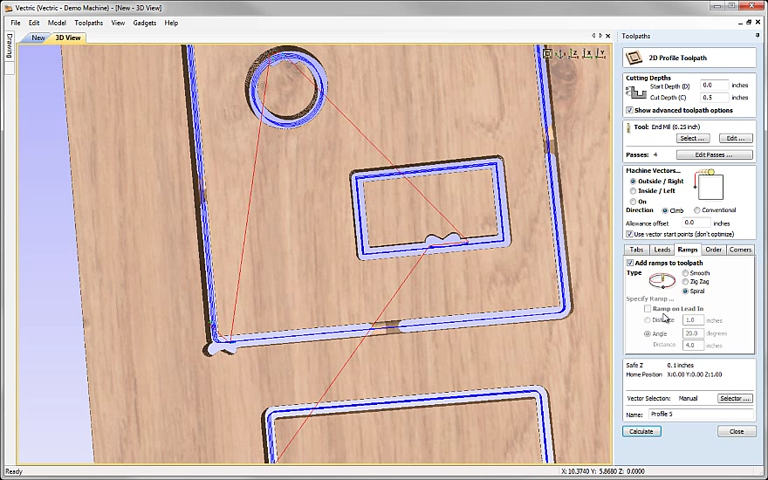 Vectric (Vectric - Demo Machine) - [New - 3D View]
File Edit Model Toolpaths View Gadgets Help
Drawing
New 3D View
Toolpaths
2D Profile Toolpath
Cutting Depths
Start Depth (D) 0.0 inches
Cut Depth (C) 0.5 inches
Show advanced toolpath options
Tool: End Mill (0.25 inch)
Select ... Edit ...
Passes: 4 Edit Passes ...
Machine Vectors...
Outside / Right
Inside / Left
On
Direction Climb Conventional
Allowance offset 0.0 inches
Use vector start points (don't optimize)
Tabs Leads Ramps Order Corners
Add ramps to toolpath
Type Smooth
Zig Zag
Spiral
Specify Ramp ...
Ramp on Lead In
Distance 1.0 inches
Angle 20.0 degrees
Distance 4.0 inches
Safe Z 0.1 inches
Home Position X:0.00 Y:0.00 Z:1.00
Vector Selection: Manual Selector ...
Name: Profile 5
Calculate Close
Ready X: 10.3740 Y: 5.8680 Z: 0.0000